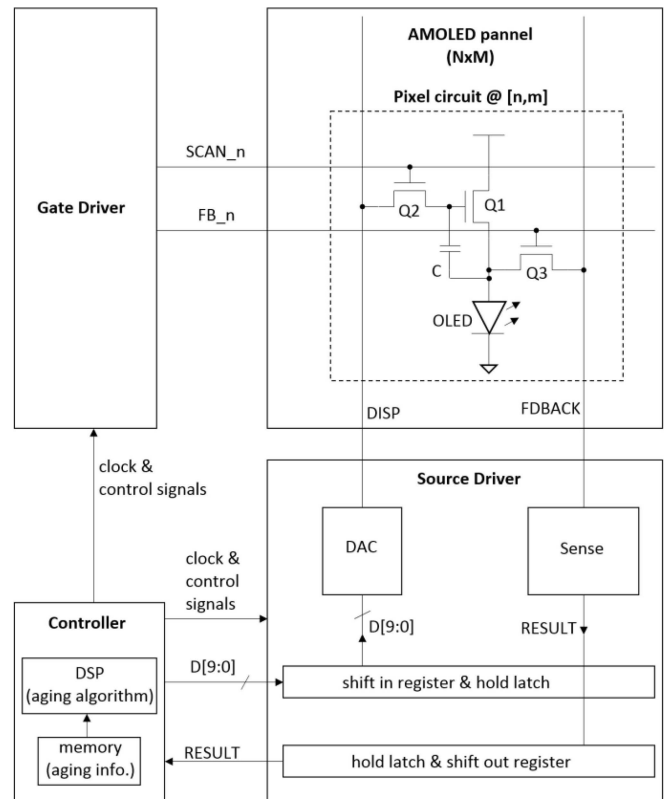 AMOLED pannel
(NxM)
Pixel circuit @ [n,m]
SCAN_n
Gate Driver
Q1
Q2
FB_n
C
Q3
OLED
DISP
FDBACK
clock &
control signals
Source Driver
DAC
Sense
clock &
control
signals
Controller
D[9:0]
RESULT
DSP
(aging algorithm)
D[9:0]
shift in register & hold latch
memory
(aging info.)
RESULT
hold latch & shift out register